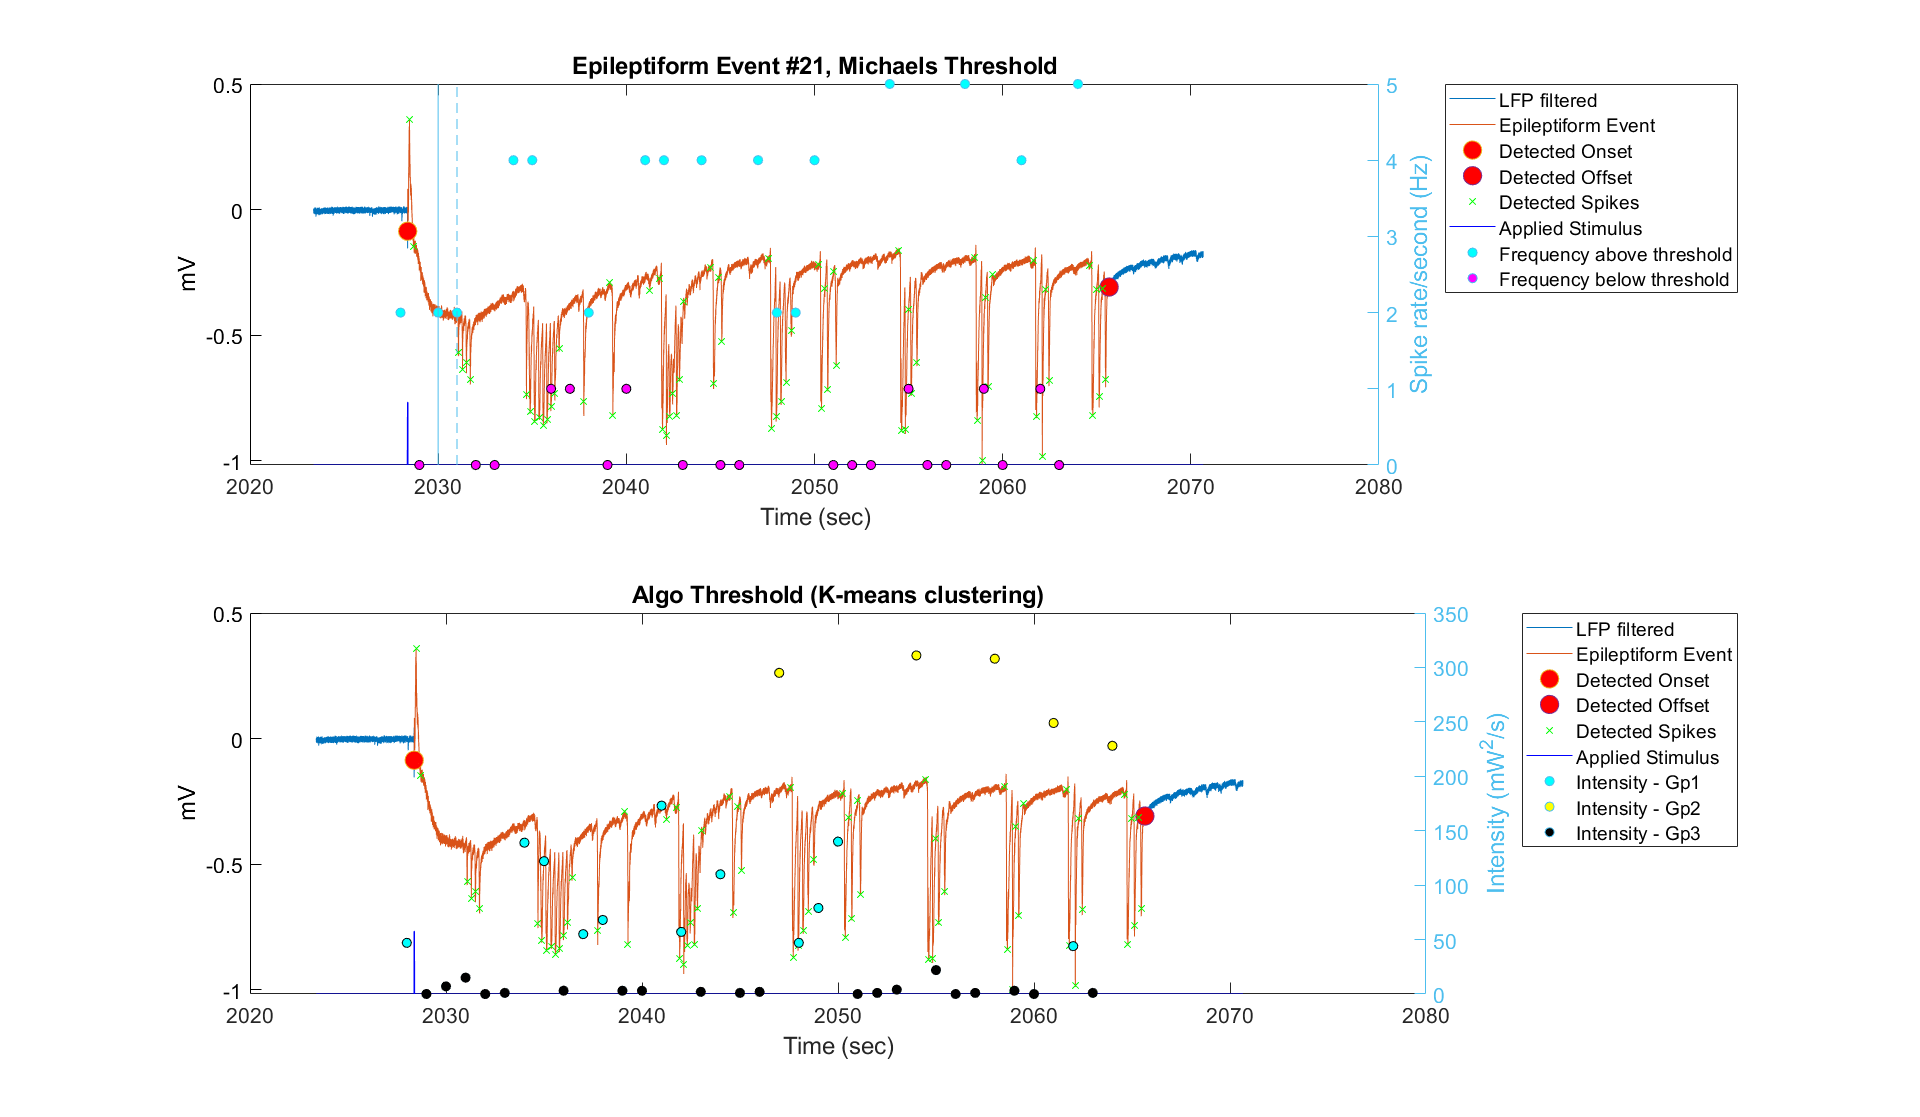 Epileptiform Event #21, Michaels Threshold
0.5
0
-0.5
-1
mV
2020 2030 2040 2050 2060 2070 2080
Time (sec)
5
4
3
2
1
0
Spike rate/second (Hz)
LFP filtered
Epileptiform Event
Detected Onset
Detected Offset
Detected Spikes
Applied Stimulus
Frequency above threshold
Frequency below threshold
Algo Threshold (K-means clustering)
0.5
0
-0.5
-1
mV
2020 2030 2040 2050 2060 2070 2080
Time (sec)
350
300
250
200
150
100
50
0
Intensity (mW²/s)
LFP filtered
Epileptiform Event
Detected Onset
Detected Offset
Detected Spikes
Applied Stimulus
Intensity - Gp1
Intensity - Gp2
Intensity - Gp3